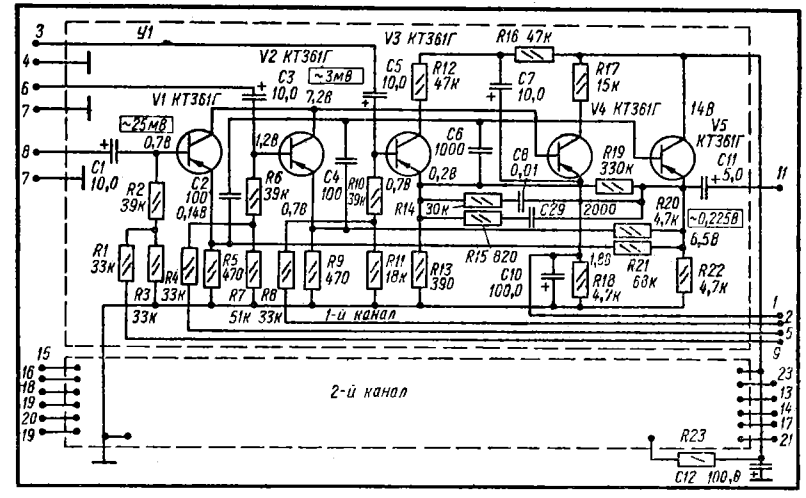 3
У1
V3 КТ361Г
R16 47К
4
V2 КТ361Г
6
C3
10,0
~3мВ
7,2В
C5
10,0
R12
47К
C7
10,0
R17
15К
7
V1 КТ361Г
V4 КТ361Г
14В
V5
КТ361Г
8
~25мВ
0,7В
1,2В
C6
1000
R19
330К
C11
5,0
11
C1
10,0
7
R2
39К
C2
100
0,14В
R6
39К
C4
100
R10
39К
0,7В
0,2В
C8
0,01
R14
30К
C29
2000
R20
4,7К
~0,225В
0,7В
6,5В
R1
33К
R3
33К
R4
33К
R5
470
R7
51К
R8
33К
R9
470
R11
18К
R13
390
R15 820
C10
100,0
1,8В
R18
4,7К
R21
68К
R22
4,7К
1-й канал
1
2
5
9
15
16
18
19
20
19
2-й канал
23
13
14
17
21
R23
C12 100,0